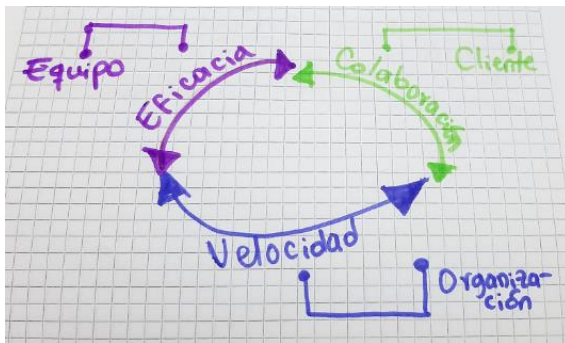 Equipo
Eficacia
Colaboración
Cliente
Velocidad
Organiza-
ción